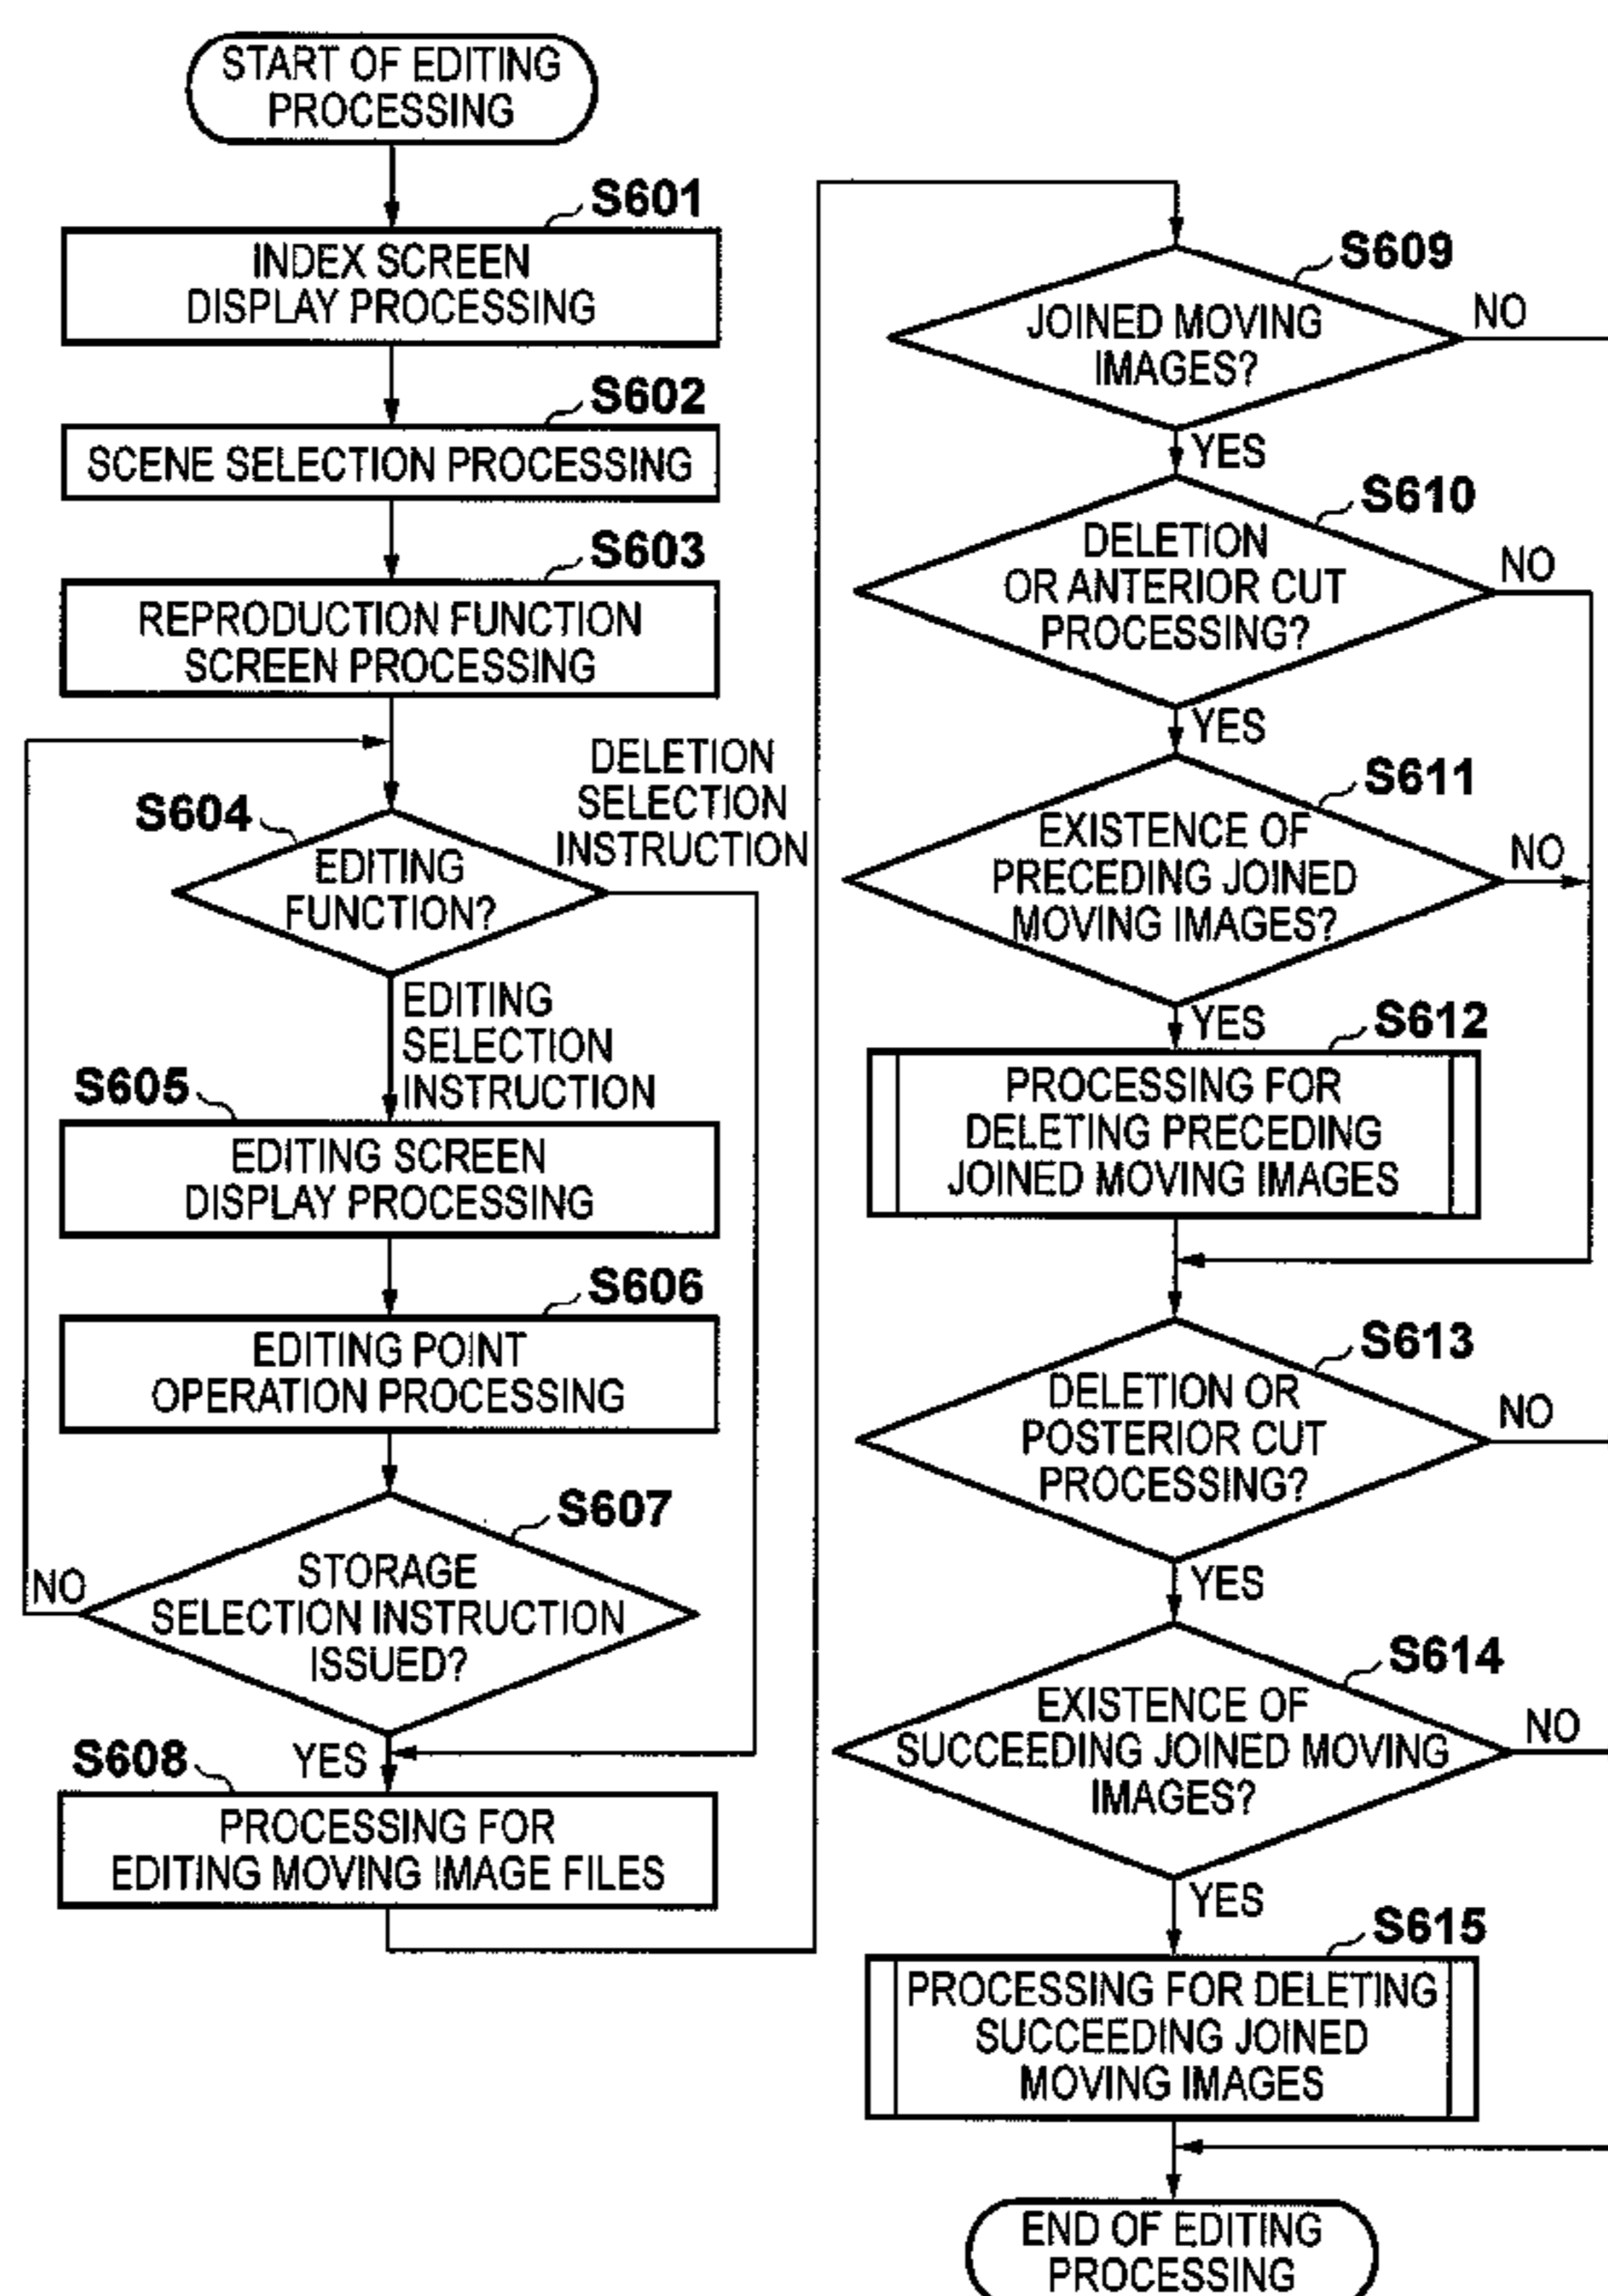 START OF EDITING
PROCESSING
S601
INDEX SCREEN
DISPLAY PROCESSING
S602
SCENE SELECTION PROCESSING
S603
REPRODUCTION FUNCTION
SCREEN PROCESSING
DELETION
SELECTION
INSTRUCTION
S604
EDITING
FUNCTION?
EDITING
SELECTION
INSTRUCTION
S605
EDITING SCREEN
DISPLAY PROCESSING
S606
EDITING POINT
OPERATION PROCESSING
S607
STORAGE
SELECTION INSTRUCTION
ISSUED?
NO
YES
S608
PROCESSING FOR
EDITING MOVING IMAGE FILES
S609
JOINED MOVING
IMAGES?
NO
YES
S610
DELETION
OR ANTERIOR CUT
PROCESSING?
NO
YES
S611
EXISTENCE OF
PRECEDING JOINED
MOVING IMAGES?
NO
YES
S612
PROCESSING FOR
DELETING PRECEDING
JOINED MOVING IMAGES
S613
DELETION OR
POSTERIOR CUT
PROCESSING?
NO
YES
S614
EXISTENCE OF
SUCCEEDING JOINED MOVING
IMAGES?
NO
YES
S615
PROCESSING FOR DELETING
SUCCEEDING JOINED
MOVING IMAGES
END OF EDITING
PROCESSING